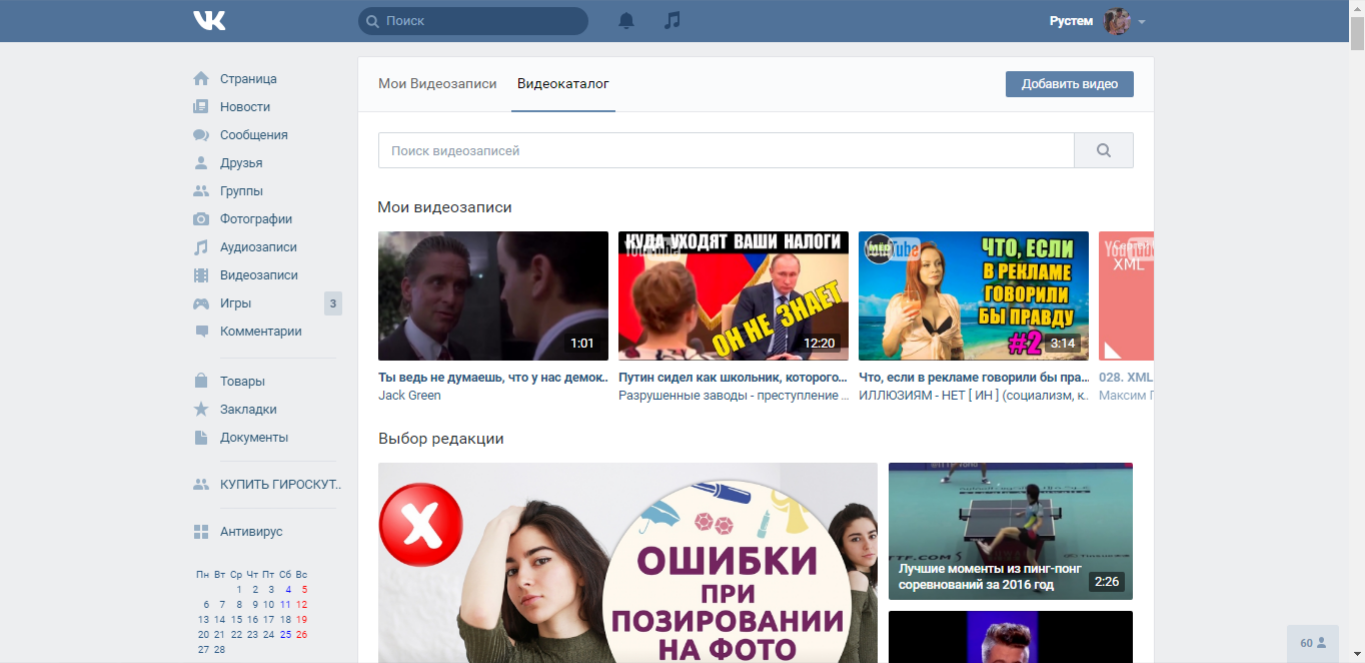 Поиск
Рустем
Страница
Новости
Сообщения
Друзья
Группы
Фотографии
Аудиозаписи
Видеозаписи
Игры
3
Комментарии
Товары
Закладки
Документы
КУПИТЬ ГИРОСКУТ..
Антивирус
Пн Вт Ср Чт Пт Сб Вс
1 2 3 4 5
6 7 8 9 10 11 12
13 14 15 16 17 18 19
20 21 22 23 24 25 26
27 28
Мои Видеозаписи
Видеокаталог
Добавить видео
Поиск видеозаписей
Мои видеозаписи
1:01
Ты ведь не думаешь, что у нас демок..
Jack Green
КУДА УХОДЯТ ВАШИ НАЛОГИ
ОН НЕ ЗНАЕТ
12:20
Путин сидел как школьник, которого...
Разрушенные заводы - преступление ...
ЧТО, ЕСЛИ
В РЕКЛАМЕ
ГОВОРИЛИ
БЫ ПРАВДУ
#2
3:14
Что, если в рекламе говорили бы пра...
ИЛЛЮЗИЯМ - НЕТ [ ИН ] (социализм, к..
YouTube
XML
028. XML
Максим
Выбор редакции
ОШИБКИ
ПРИ
ПОЗИРОВАНИИ
НА ФОТО
Лучшие моменты из пинг-понг
соревнований за 2016 год
2:26
60